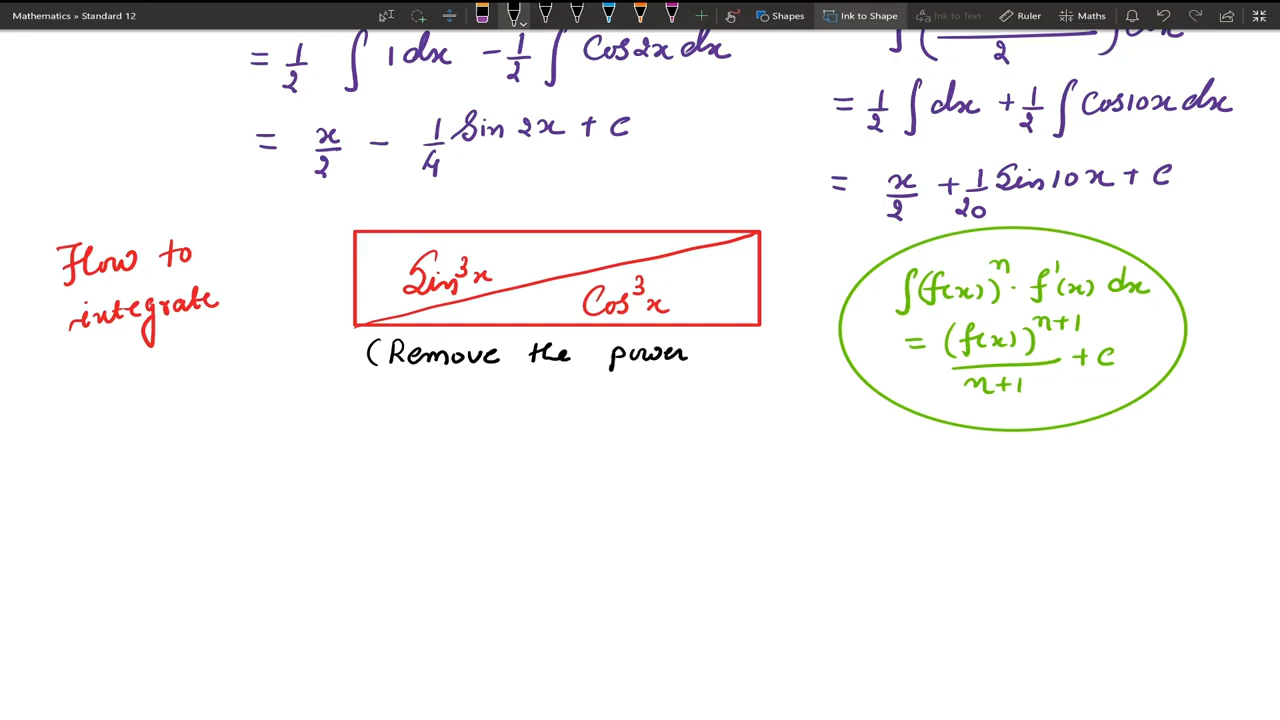 Mathematics » Standard 12
Shapes
Ink to Shape
Ink to Text
Ruler
Maths
= 1/2 ∫ 1 dx - 1/2 ∫ Cos2x dx
= x/2 - 1/4 Sin 2x + C
2
= 1/2 ∫ dx + 1/2 ∫ Cos10x dx
= x/2 + 1/20 Sin10x + C
How to
integrate
Sin³x
Cos³x
(Remove the power
∫(f(x))ⁿ · f'(x) dx
= (f(x))ⁿ⁺¹/n+1 + C